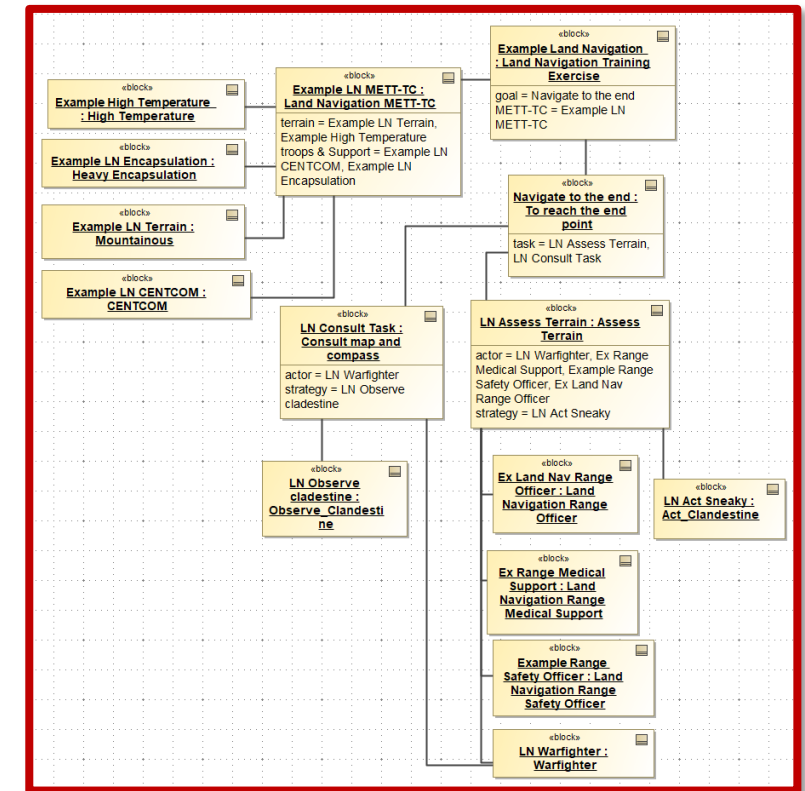 «block»
Example Land Navigation
: Land Navigation Training
Exercise
goal = Navigate to the end
METT-TC = Example LN
METT-TC
«block»
Example LN METT-TC :
Land Navigation METT-TC
terrain = Example LN Terrain,
Example High Temperature
troops & Support = Example LN
CENTCOM, Example LN
Encapsulation
«block»
Example High Temperature
: High Temperature
«block»
Example LN Encapsulation :
Heavy Encapsulation
«block»
Example LN Terrain :
Mountainous
«block»
Example LN CENTCOM :
CENTCOM
«block»
Navigate to the end :
To reach the end
point
task = LN Assess Terrain,
LN Consult Task
«block»
LN Consult Task :
Consult map and
compass
actor = LN Warfighter
strategy = LN Observe
cladestine
«block»
LN Assess Terrain : Assess
Terrain
actor = LN Warfighter, Ex Range
Medical Support, Example Range
Safety Officer, Ex Land Nav
Range Officer
strategy = LN Act Sneaky
«block»
LN Observe
cladestine :
Observe_Clandesti
ne
«block»
Ex Land Nav Range
Officer : Land
Navigation Range
Officer
«block»
LN Act Sneaky :
Act_Clandestine
«block»
Ex Range Medical
Support : Land
Navigation Range
Medical Support
«block»
Example Range
Safety Officer : Land
Navigation Range
Safety Officer
«block»
LN Warfighter :
Warfighter